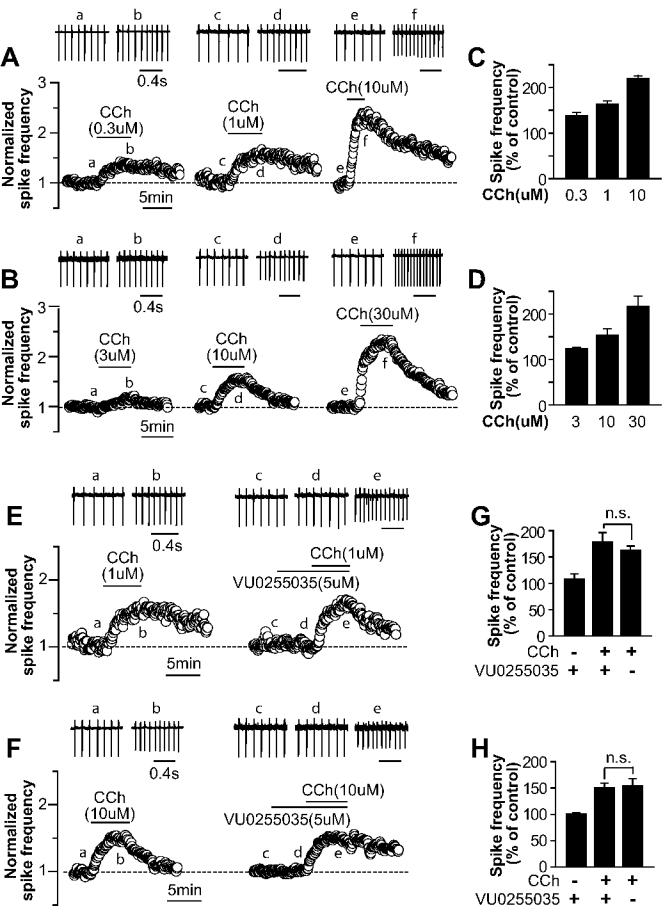 a b c d e f
0.4s
A
Normalized spike frequency
3
2
1
CCh (0.3uM)
CCh (1uM)
CCh(10uM)
a b c d e f
5min
C
Spike frequency (% of control)
200
100
0
CCh(uM) 0.3 1 10
a b c d e f
0.4s
B
Normalized spike frequency
3
2
1
CCh (3uM)
CCh (10uM)
CCh(30uM)
a b c d e f
5min
D
Spike frequency (% of control)
200
100
0
CCh(uM) 3 10 30
a b c d e
0.4s
E
Normalized spike frequency
2
1
CCh (1uM)
CCh(1uM)
VU0255035(5uM)
a b c d e
5min
G
Spike frequency (% of control)
200
150
100
50
0
n.s.
CCh - + +
VU0255035 + + -
a b c d e
0.4s
F
Normalized spike frequency
2
1
CCh (10uM)
CCh(10uM)
VU0255035(5uM)
a b c d e
5min
H
Spike frequency (% of control)
200
150
100
50
0
n.s.
CCh - + +
VU0255035 + + -